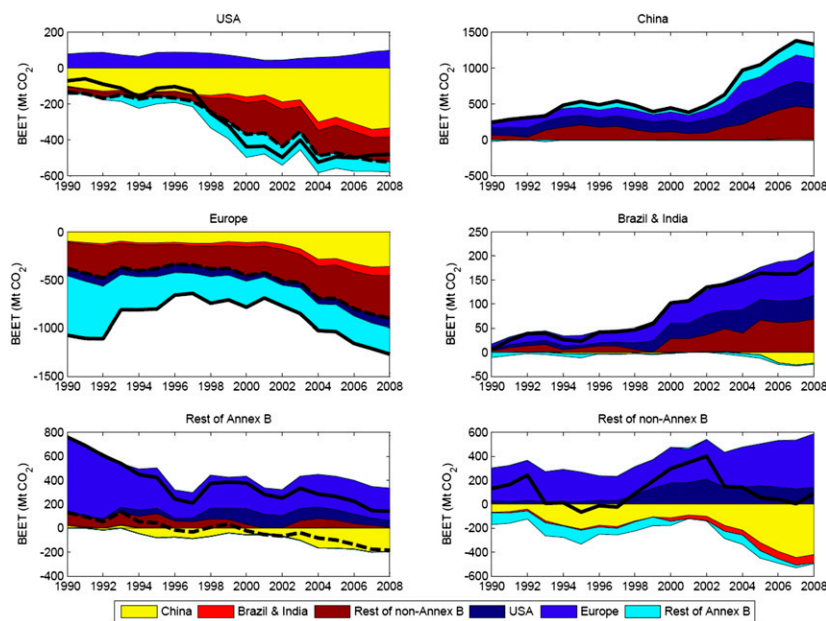 USA
BEET (Mt CO2)
200
0
-200
-400
-600
1990 1992 1994 1996 1998 2000 2002 2004 2006 2008
China
BEET (Mt CO2)
1500
1000
500
0
-500
1990 1992 1994 1996 1998 2000 2002 2004 2006 2008
Europe
BEET (Mt CO2)
0
-500
-1000
-1500
1990 1992 1994 1996 1998 2000 2002 2004 2006 2008
Brazil & India
BEET (Mt CO2)
250
200
150
100
50
0
-50
1990 1992 1994 1996 1998 2000 2002 2004 2006 2008
Rest of Annex B
BEET (Mt CO2)
800
600
400
200
0
-200
-400
1990 1992 1994 1996 1998 2000 2002 2004 2006 2008
Rest of non-Annex B
BEET (Mt CO2)
600
400
200
0
-200
-400
-600
1990 1992 1994 1996 1998 2000 2002 2004 2006 2008
China Brazil & India Rest of non-Annex B USA Europe Rest of Annex B